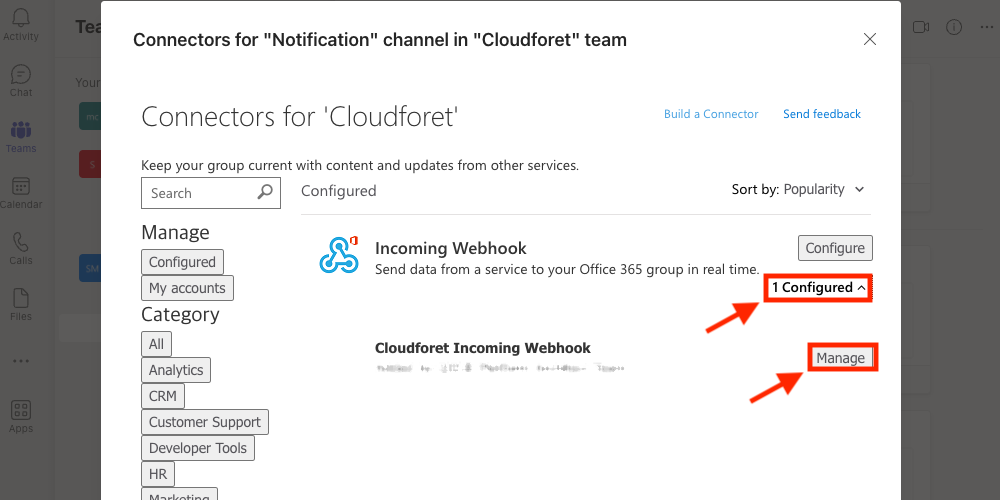 Activity
Chat
Teams
Calendar
Calls
Files
Apps
Tea
Your
mc
S
SM
Connectors for "Notification" channel in "Cloudforet" team
Connectors for 'Cloudforet'
Build a Connector
Send feedback
Keep your group current with content and updates from other services.
Search
Configured
Sort by: Popularity
Manage
Configured
My accounts
Category
All
Analytics
CRM
Customer Support
Developer Tools
HR
Marketing
Incoming Webhook
Configure
Send data from a service to your Office 365 group in real time.
1 Configured
Cloudforet Incoming Webhook
Manage